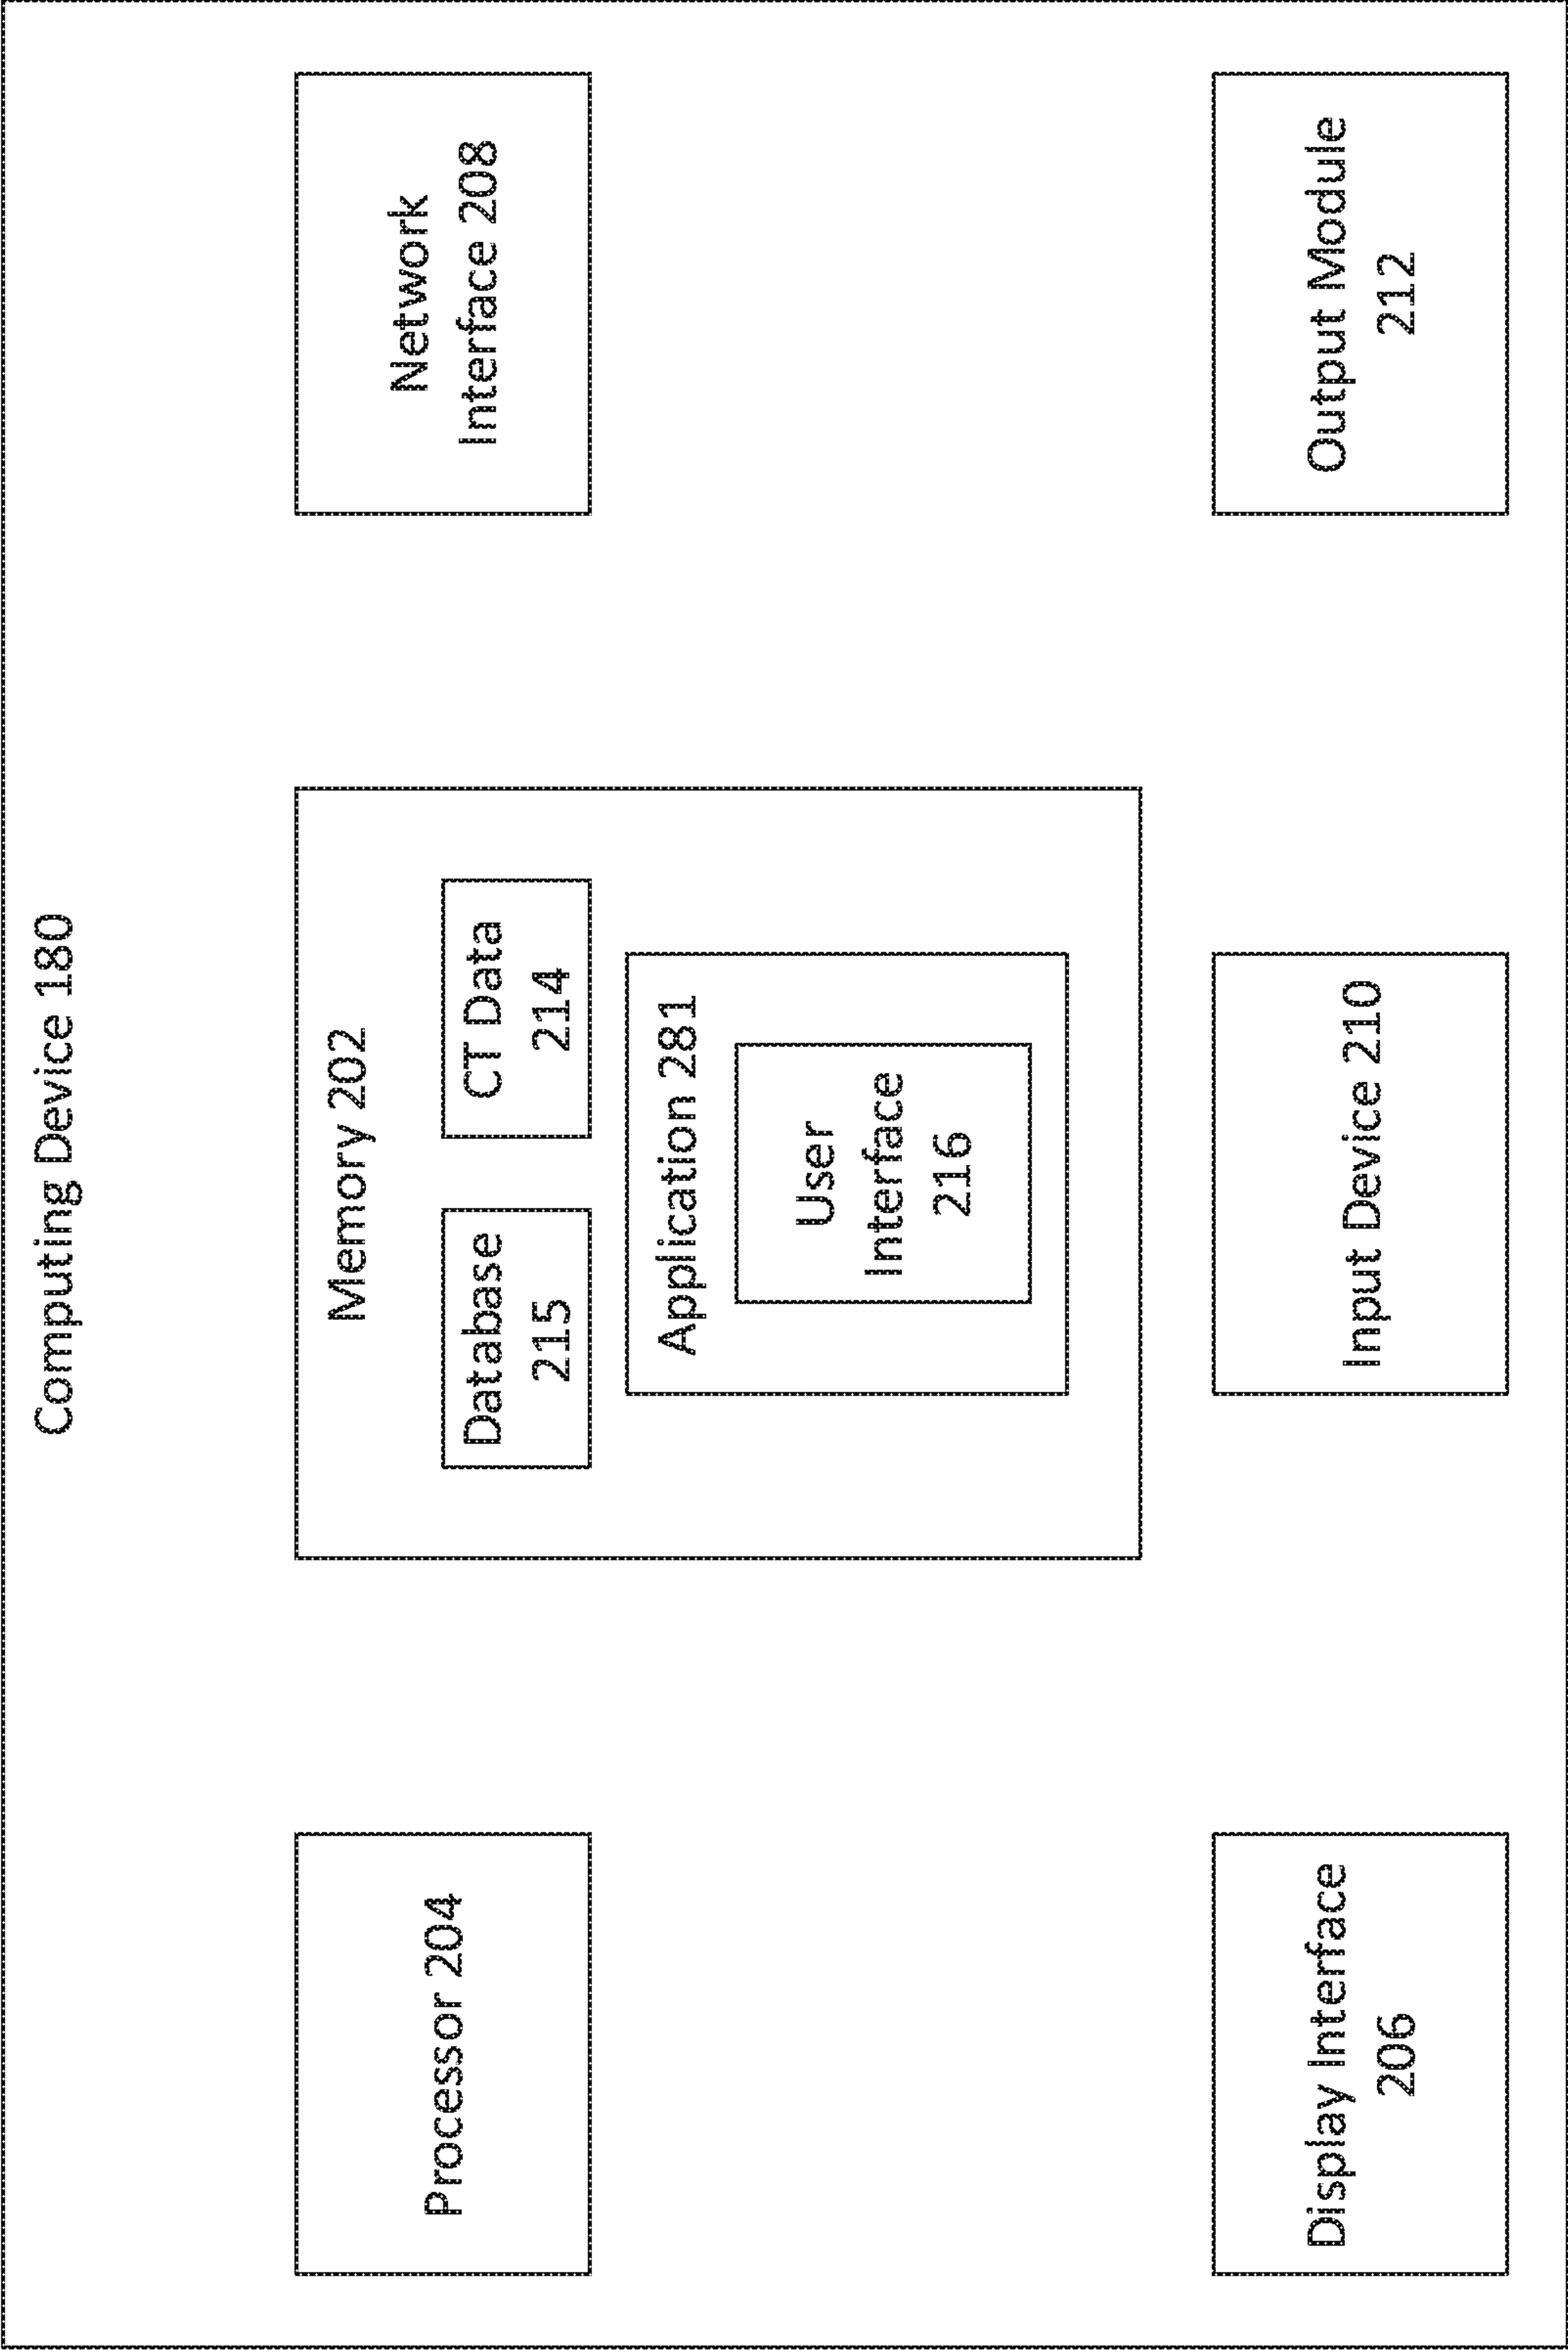 Computing Device 180
Processor 204
Memory 202
Database
215
CT Data
214
Application 281
User
Interface
216
Network
Interface 208
Display Interface
206
Input Device 210
Output Module
212